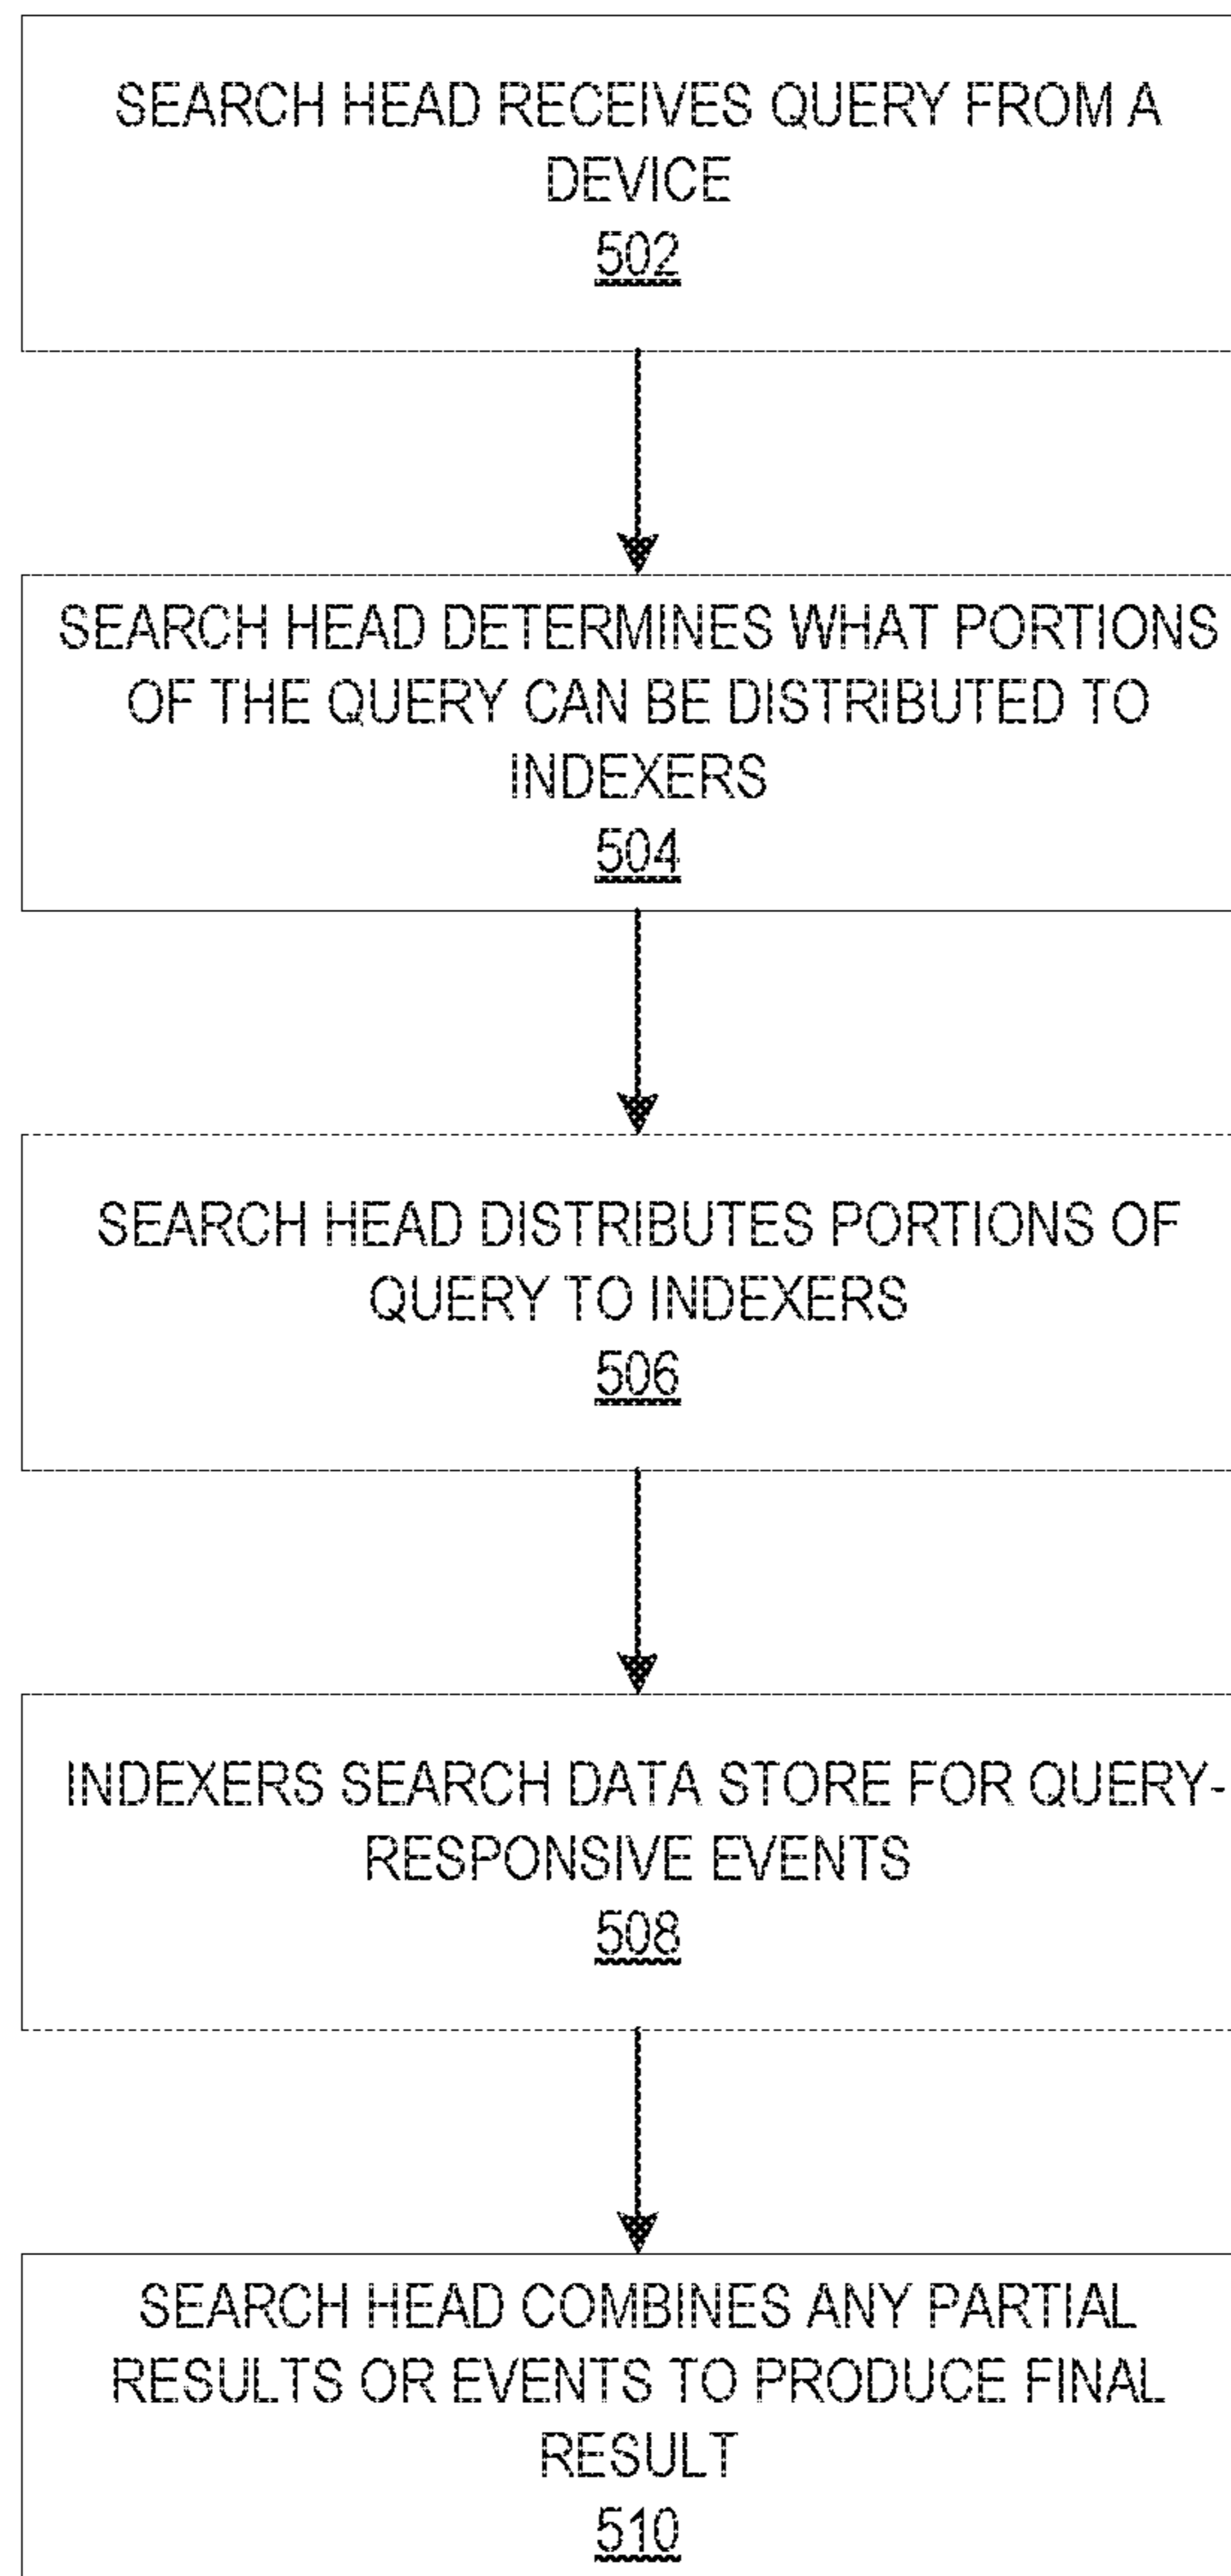 SEARCH HEAD RECEIVES QUERY FROM A
DEVICE
502
SEARCH HEAD DETERMINES WHAT PORTIONS
OF THE QUERY CAN BE DISTRIBUTED TO
INDEXERS
504
SEARCH HEAD DISTRIBUTES PORTIONS OF
QUERY TO INDEXERS
506
INDEXERS SEARCH DATA STORE FOR QUERY-
RESPONSIVE EVENTS
508
SEARCH HEAD COMBINES ANY PARTIAL
RESULTS OR EVENTS TO PRODUCE FINAL
RESULT
510